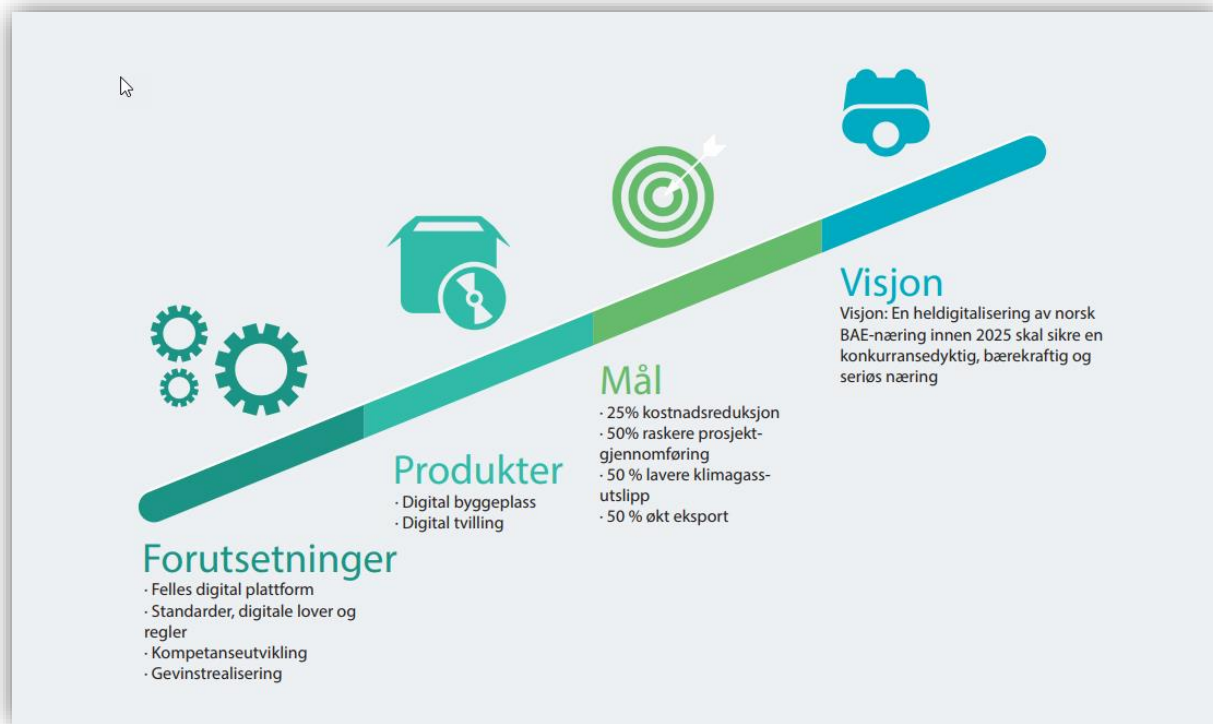 Forutsetninger
· Felles digital plattform
· Standarder, digitale lover og
regler
· Kompetanseutvikling
· Gevinstrealisering
Produkter
· Digital byggeplass
· Digital tvilling
Mål
· 25% kostnadsreduksjon
· 50% raskere prosjekt-
gjennomføring
· 50 % lavere klimagass-
utslipp
· 50 % økt eksport
Visjon
Visjon: En heldigitalisering av norsk
BAE-næring innen 2025 skal sikre en
konkurransedyktig, bærekraftig og
seriøs næring